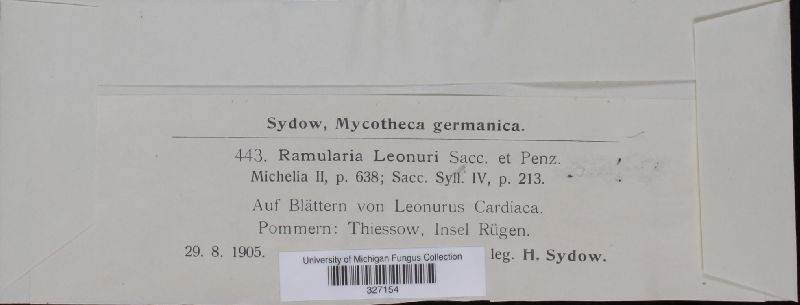 Sydow, Mycotheca germanica.
443. Ramularia Leonuri Sacc. et Penz.
Michelia II, p. 638; Sacc. Syll. IV, p. 213.
Auf Blättern von Leonurus Cardiaca.
Pommern: Thiessow, Insel Rügen.
29. 8. 1905. leg. H. Sydow.
University of Michigan Fungus Collection
327154